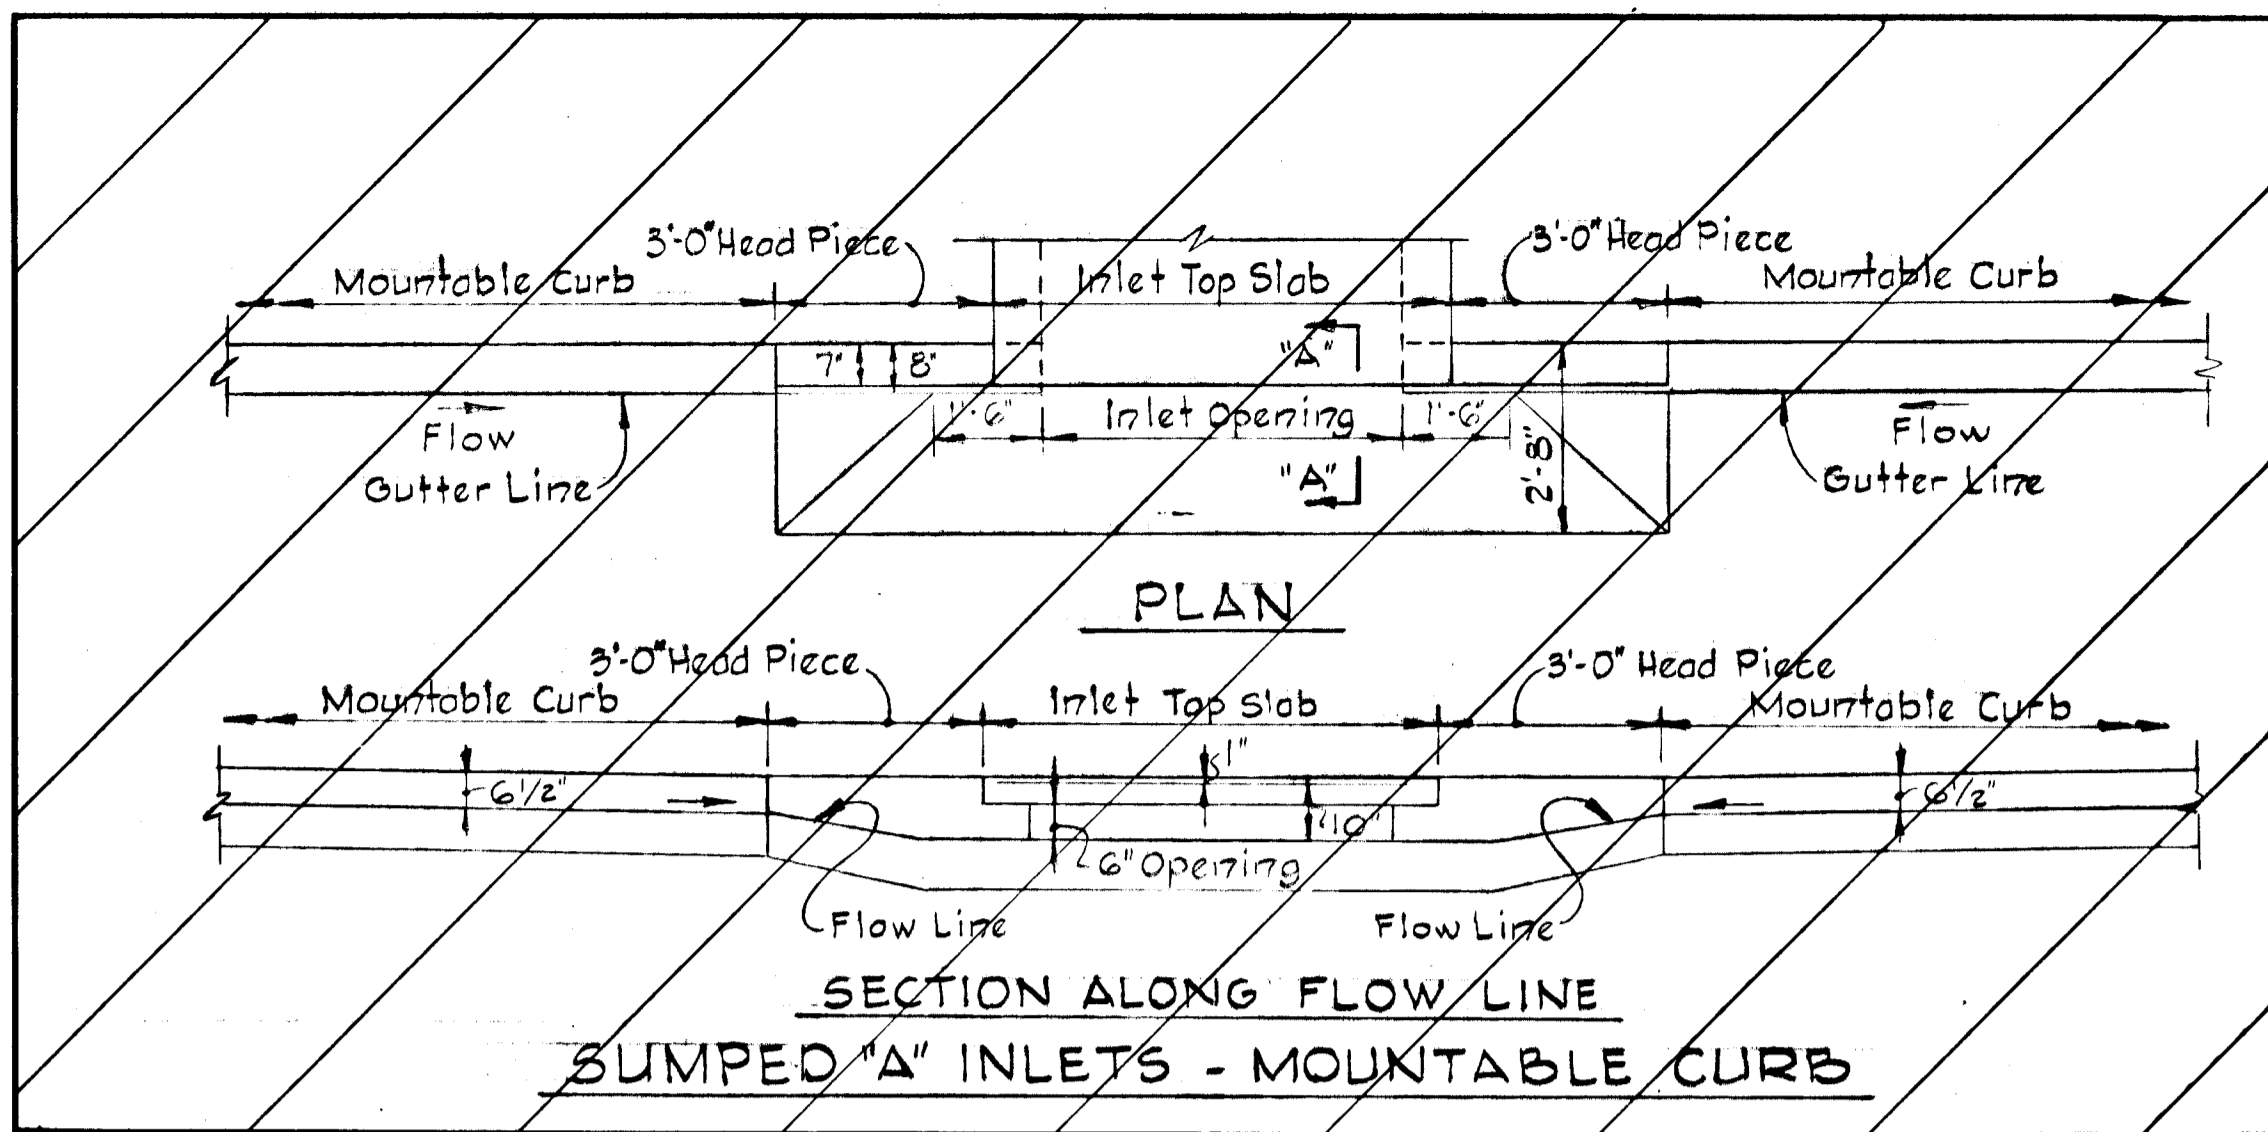 3'-0" Head Piece
3'-0" Head Piece
Mountable Curb
Inlet Top Slab
Mountable Curb
7"
8"
"A"
1'-6"
Inlet Opening
1'-6"
Flow
Flow
Gutter Line
"A"
2'-8"
Gutter Line
PLAN
3'-0" Head Piece
3'-0" Head Piece
Mountable Curb
Inlet Top Slab
Mountable Curb
1"
6 1/2"
6 1/2"
10"
6" Opening
Flow Line
Flow Line
SECTION ALONG FLOW LINE
SUMPED "A" INLETS - MOUNTABLE CURB